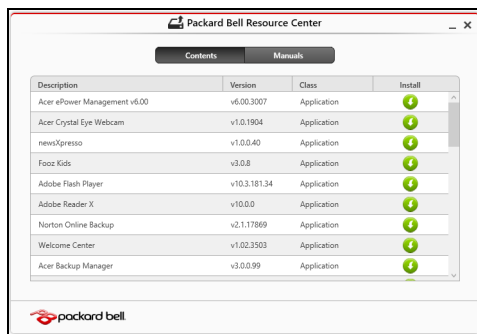 Packard Bell Resource Center
Contents Manuals
Description Version Class Install
Acer ePower Management v6.00 v6.00.3007 Application
Acer Crystal Eye Webcam v1.0.1904 Application
newsXpresso v1.0.0.40 Application
Fooz Kids v3.0.8 Application
Adobe Flash Player v10.3.181.34 Application
Adobe Reader X v10.0.0 Application
Norton Online Backup v2.1.17869 Application
Welcome Center v1.02.3503 Application
Acer Backup Manager v3.0.0.99 Application
packard bell